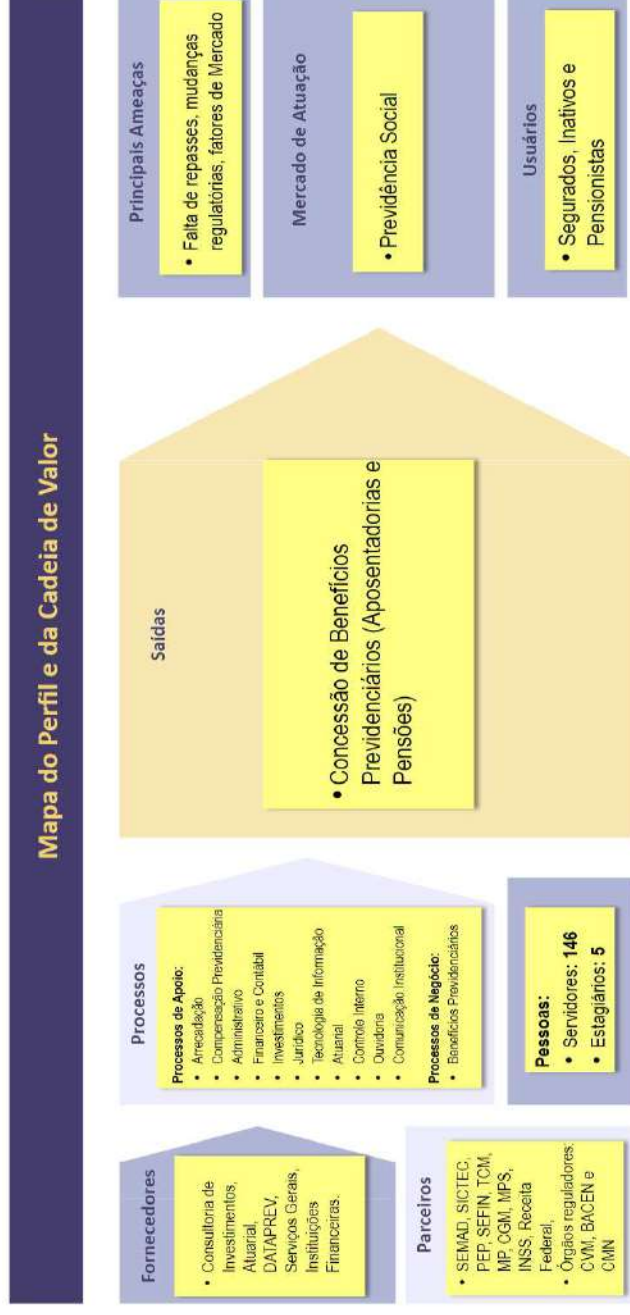 Mapa do Perfil e da Cadeia de Valor
Fornecedores
• Consultoria de
Investimentos,
Atuarial,
DATAPREV,
Serviços Gerais,
Instituições
Financeiras.
Parceiros
• SEMAD, SICTEC,
PEP, SEFIN, TCM,
MP, CGM, MPS,
INSS, Receita
Federal,
• Órgãos reguladores:
CVM, BACEN e
CMN
Processos
Processos de Apoio:
• Arrecadação
• Compensação Previdenciária
• Administrativo
• Financeiro e Contábil
• Investimentos
• Jurídico
• Tecnologia de Informação
• Atuarial
• Controle Interno
• Ouvidoria
• Comunicação Institucional
Processos de Negócio:
• Benefícios Previdenciários
Pessoas:
• Servidores: 146
• Estagiários: 5
Saídas
• Concessão de Benefícios
Previdenciários (Aposentadorias e
Pensões)
Principais Ameaças
• Falta de repasses, mudanças
regulatórias, fatores de Mercado
Mercado de Atuação
• Previdência Social
Usuários
• Segurados, Inativos e
Pensionistas